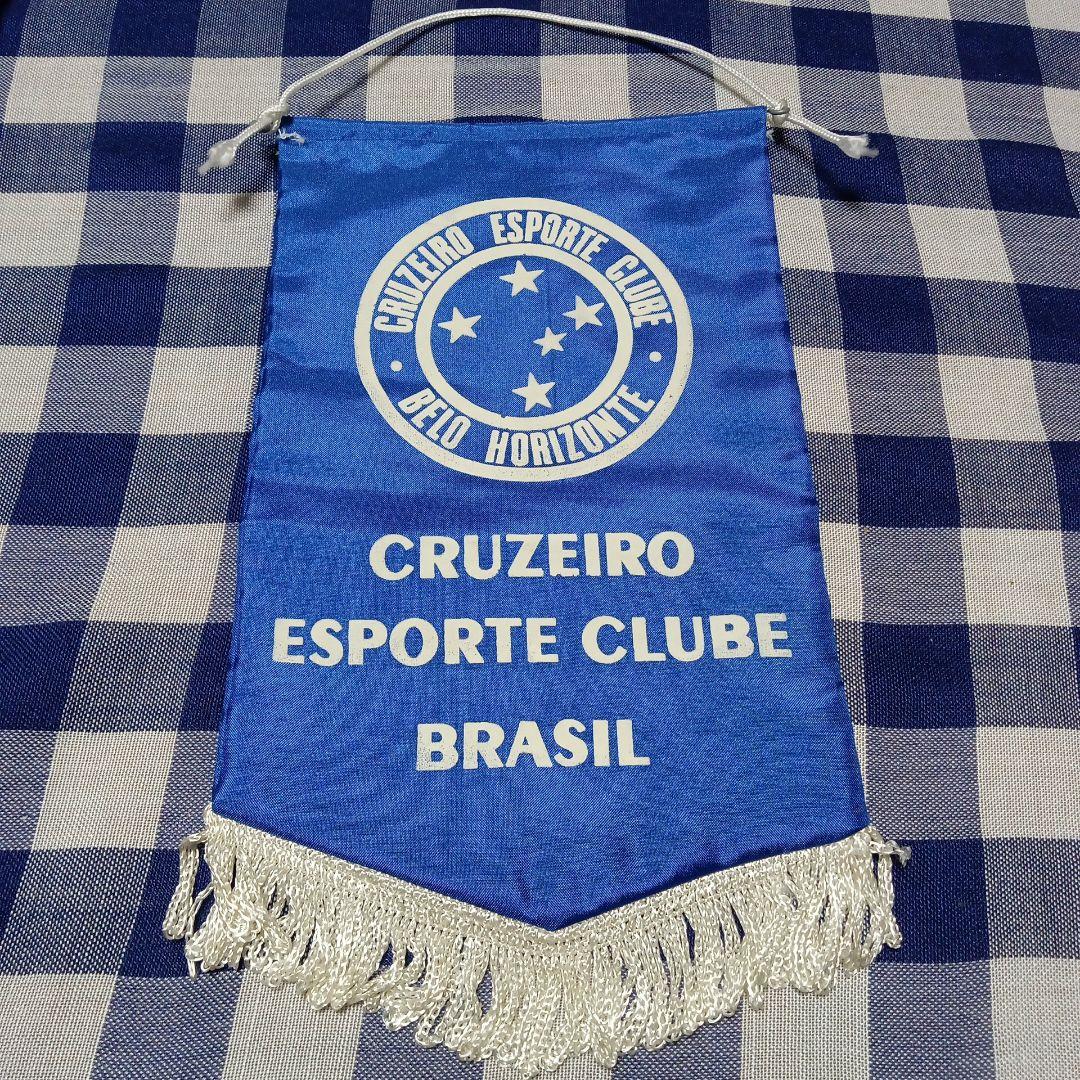 CRUZEIRO ESPORTE CLUBE
• BELO HORIZONTE •
CRUZEIRO
ESPORTE CLUBE
BRASIL